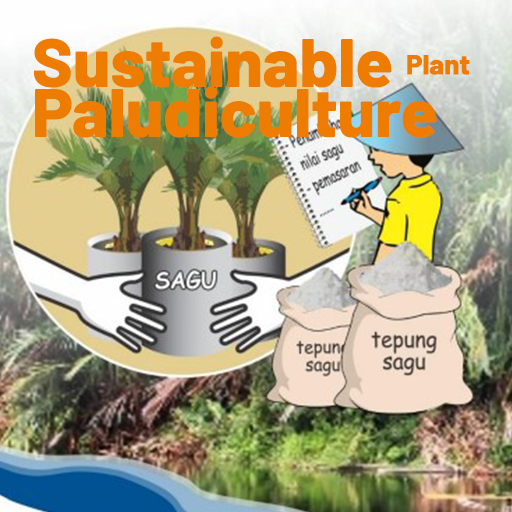 Sustainable Plant
Paludiculture
nilai sagu
pemasaran
SAGU
tepung
sagu
tepung
sagu